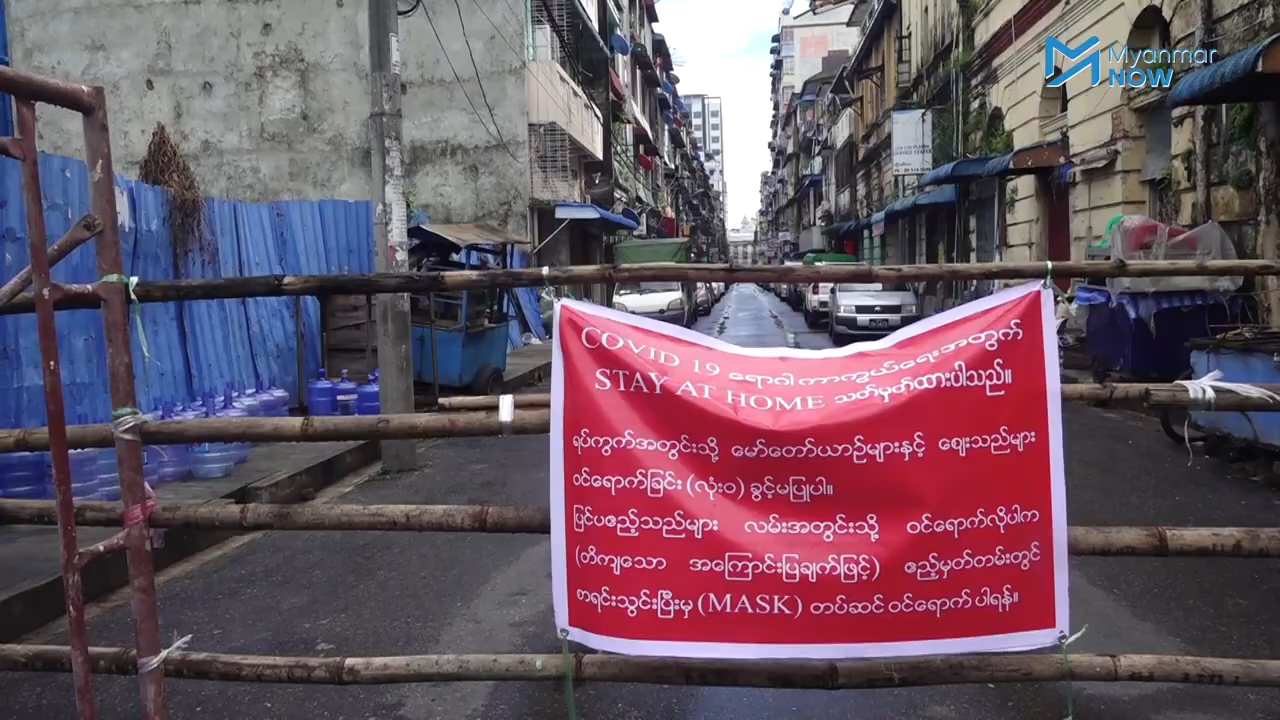 Myanmar
NOW
COVID 19 ရောဂါကာကွယ်ရေးအတွက်
STAY AT HOME သတ်မှတ်ထားပါသည်။
ရပ်ကွက်အတွင်းသို့ မော်တော်ယာဉ်များနှင့် ဈေးသည်များ
ဝင်ရောက်ခြင်း (လုံးဝ) ခွင့်မပြုပါ။
ပြင်ပဧည့်သည်များ လမ်းအတွင်းသို့ ဝင်ရောက်လိုပါက
(တိကျသော အကြောင်းပြချက်ဖြင့်) ဧည့်မှတ်တမ်းတွင်
စာရင်းသွင်းပြီးမှ (MASK) တပ်ဆင် ဝင်ရောက် ပါရန်။